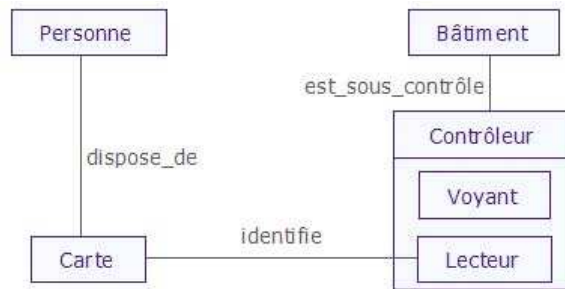 Personne
Bâtiment
est_sous_contrôle
Contrôleur
dispose_de
Voyant
identifie
Carte
Lecteur